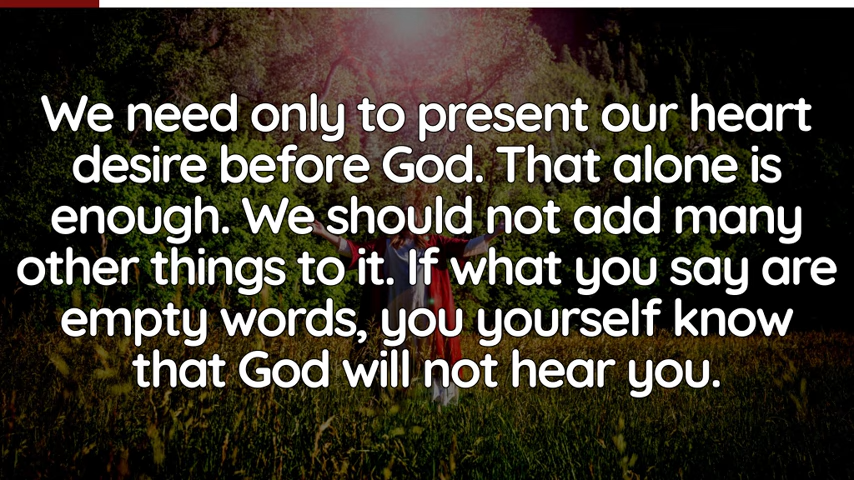 We need only to present our heart
desire before God. That alone is
enough. We should not add many
other things to it. If what you say are
empty words, you yourself know
that God will not hear you.